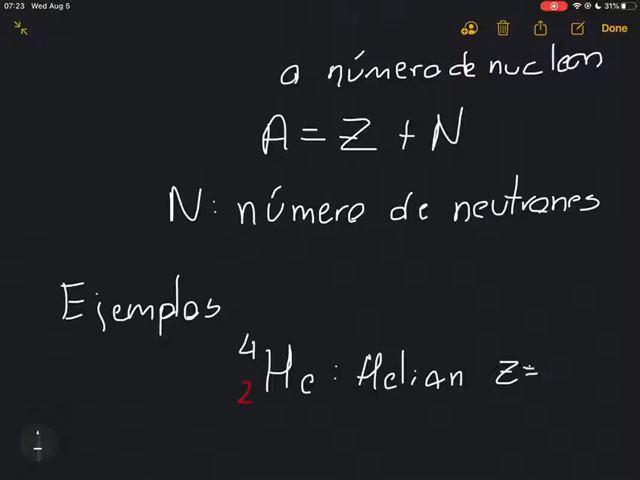 07:23 Wed Aug 5 31%
Done
a número de nucleon
A = Z + N
N: número de neutrones
Ejemplos
4
2 He : Helian z=